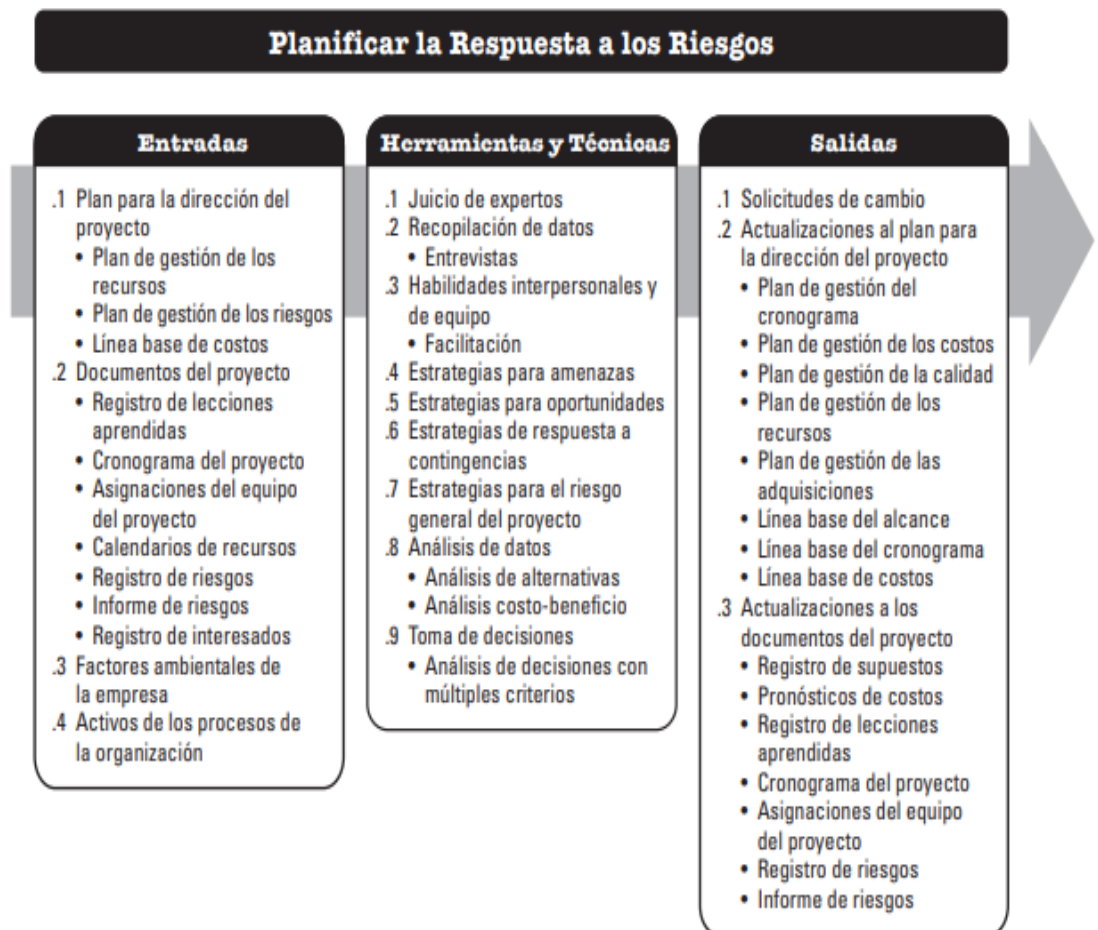 Planificar la Respuesta a los Riesgos
Entradas
.1 Plan para la dirección del
proyecto
• Plan de gestión de los
recursos
• Plan de gestión de los riesgos
• Línea base de costos
.2 Documentos del proyecto
• Registro de lecciones
aprendidas
• Cronograma del proyecto
• Asignaciones del equipo
del proyecto
• Calendarios de recursos
• Registro de riesgos
• Informe de riesgos
• Registro de interesados
.3 Factores ambientales de
la empresa
.4 Activos de los procesos de
la organización
Herramientas y Técnicas
.1 Juicio de expertos
.2 Recopilación de datos
• Entrevistas
.3 Habilidades interpersonales y
de equipo
• Facilitación
.4 Estrategias para amenazas
.5 Estrategias para oportunidades
.6 Estrategias de respuesta a
contingencias
.7 Estrategias para el riesgo
general del proyecto
.8 Análisis de datos
• Análisis de alternativas
• Análisis costo-beneficio
.9 Toma de decisiones
• Análisis de decisiones con
múltiples criterios
Salidas
.1 Solicitudes de cambio
.2 Actualizaciones al plan para
la dirección del proyecto
• Plan de gestión del
cronograma
• Plan de gestión de los costos
• Plan de gestión de la calidad
• Plan de gestión de los
recursos
• Plan de gestión de las
adquisiciones
• Línea base del alcance
• Línea base del cronograma
• Línea base de costos
.3 Actualizaciones a los
documentos del proyecto
• Registro de supuestos
• Pronósticos de costos
• Registro de lecciones
aprendidas
• Cronograma del proyecto
• Asignaciones del equipo
del proyecto
• Registro de riesgos
• Informe de riesgos